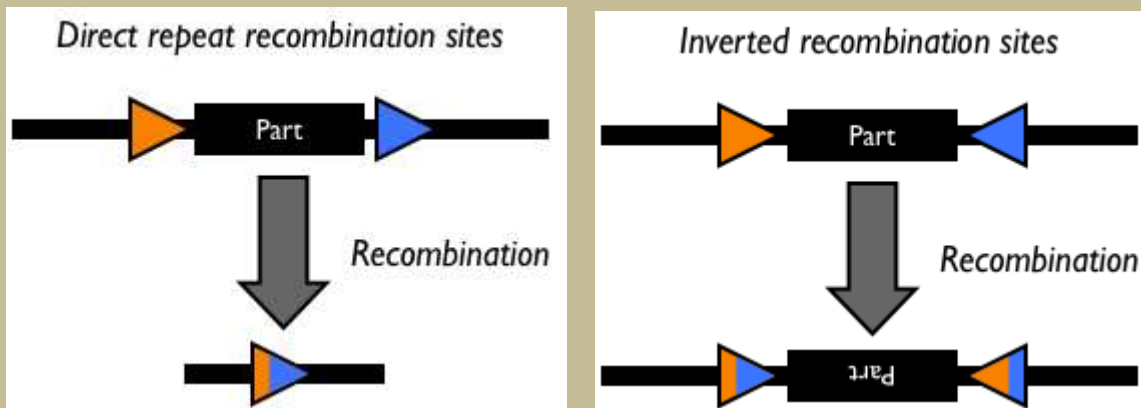 Direct repeat recombination sites
Part
Recombination
Inverted recombination sites
Part
Recombination
Part